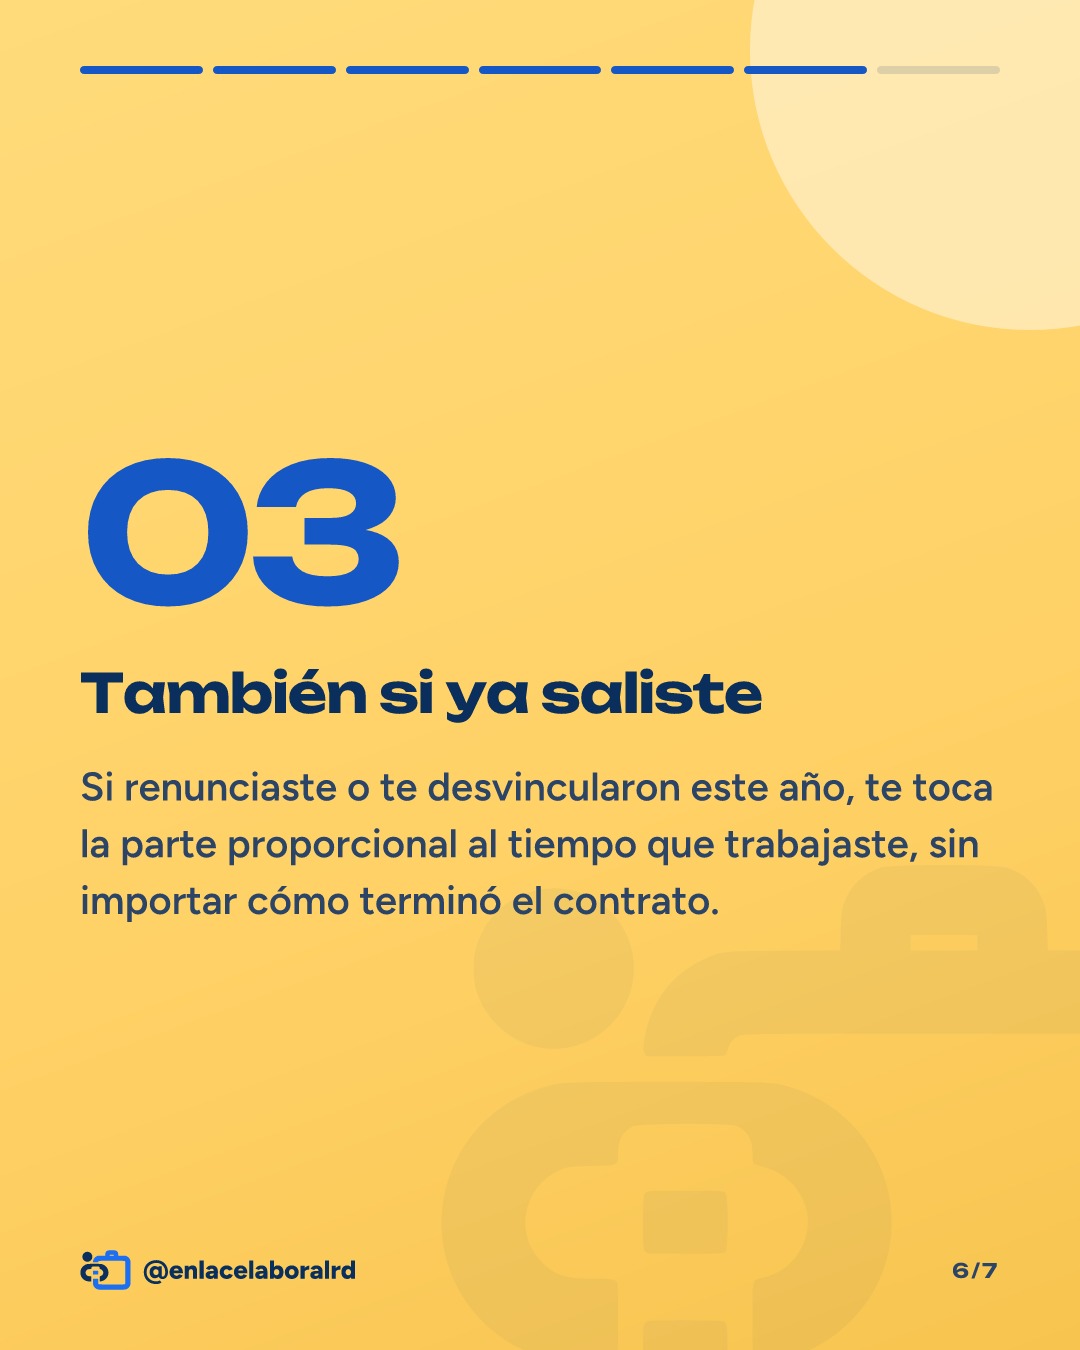 03
También si ya saliste
Si renunciaste o te desvincularon este año, te toca
la parte proporcional al tiempo que trabajaste, sin
importar cómo terminó el contrato.
@enlacelaboralrd
6/7